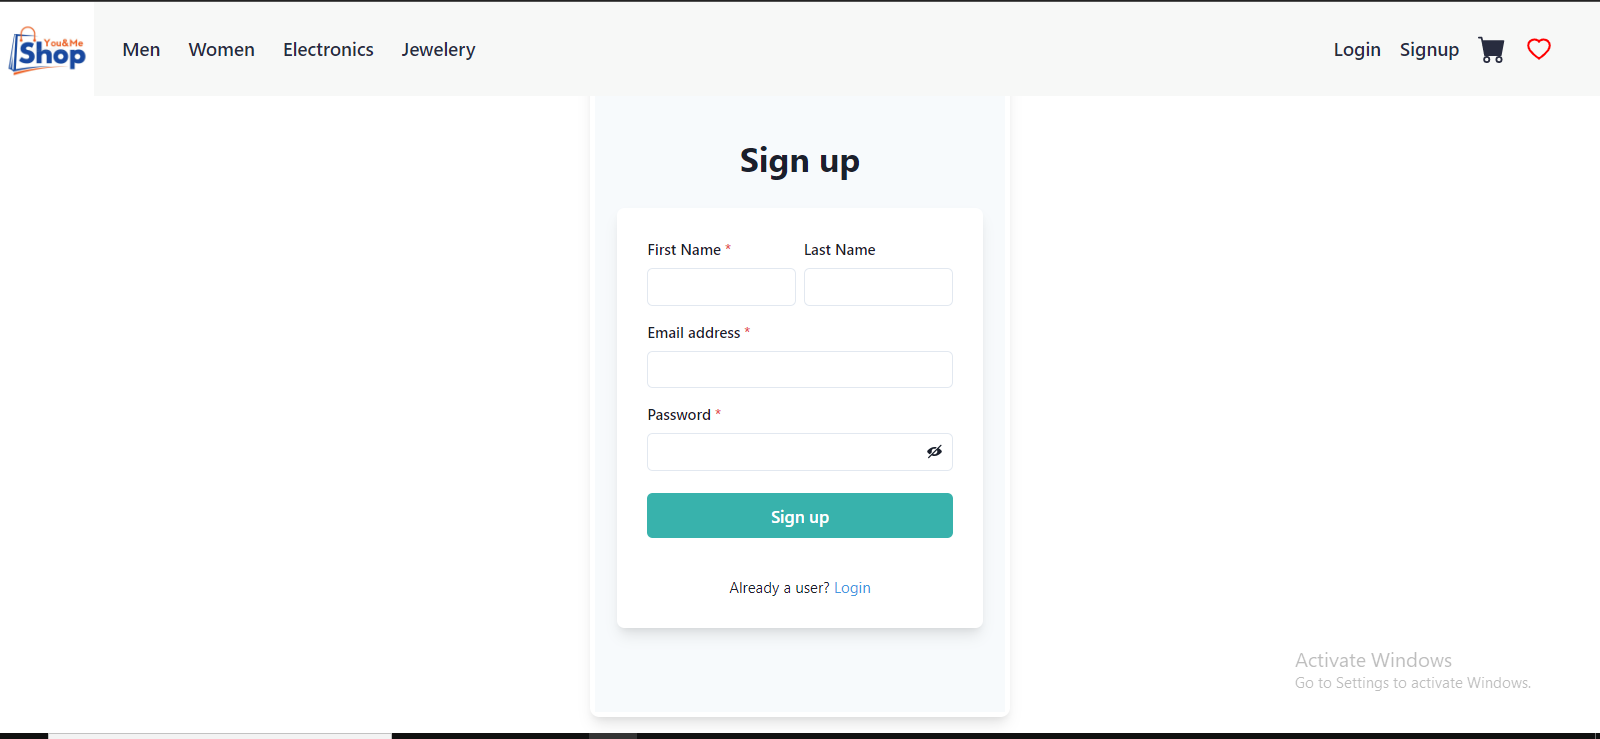 You&Me
Shop
Men Women Electronics Jewelery Login Signup
Sign up
First Name * Last Name
Email address *
Password *
Sign up
Already a user? Login
Activate Windows
Go to Settings to activate Windows.